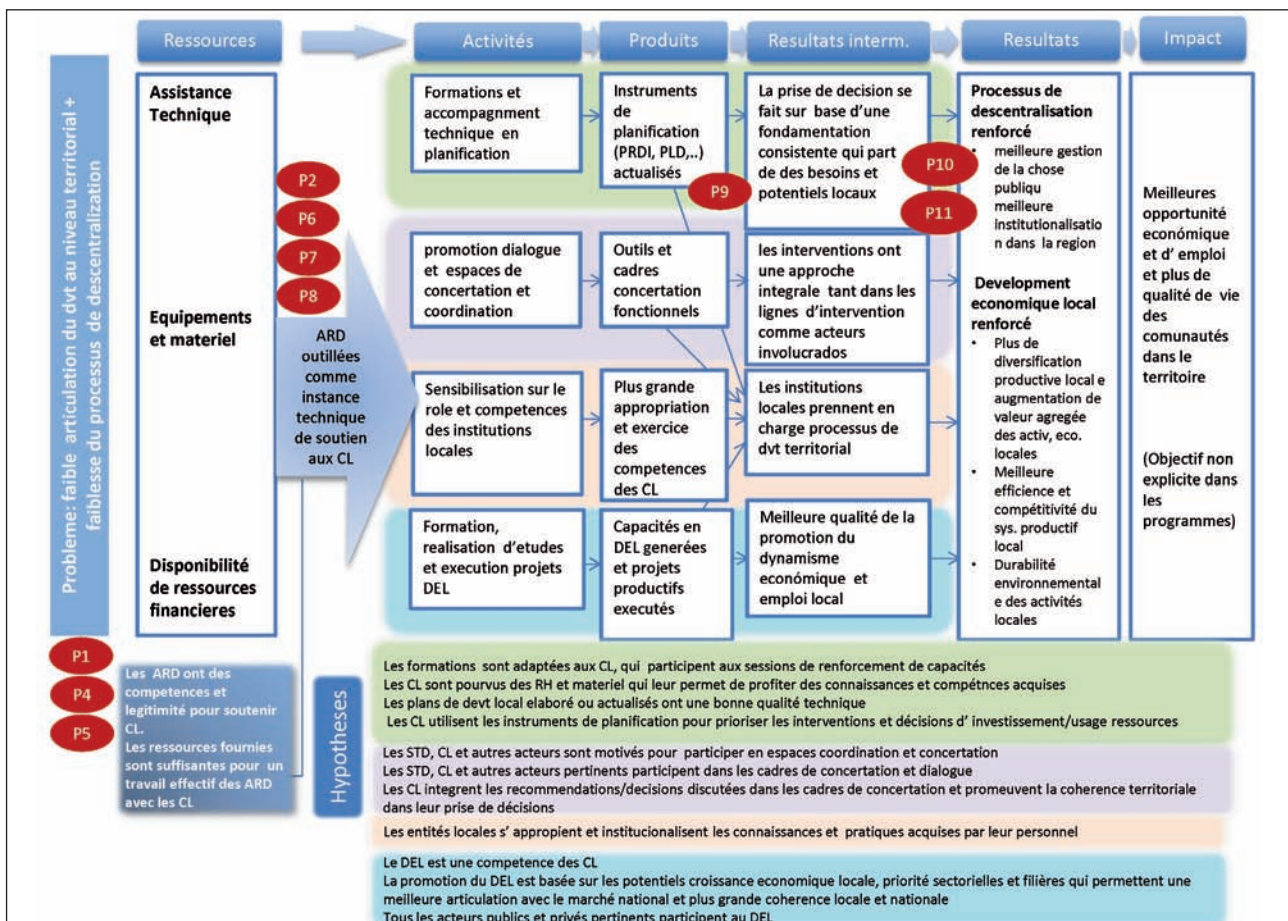 Ressources
Activités
Produits
Resultats interm.
Resultats
Impact
Probleme: faible articulation du dvt au niveau territorial +
faiblesse du processus de descentralization
Assistance
Technique
Equipements
et materiel
Disponibilité
de ressources
financieres
P2
P6
P7
P8
ARD
outillées
comme
instance
technique
de soutien
aux CL
Formations et
accompagnment
technique en
planification
Instruments
de
planification
(PRDI, PLD,..)
actualisés
P9
La prise de decision se
fait sur base d'une
fondamentation
consistente qui part
de des besoins et
potentiels locaux
P10
P11
promotion dialogue
et espaces de
concertation et
coordination
Outils et
cadres
concertation
fonctionnels
les interventions ont
une approche
integrale tant dans les
lignes d'intervention
comme acteurs
involucrados
Sensibilisation sur le
role et competences
des institutions
locales
Plus grande
appropriation
et exercice
des
competences
des CL
Les institutions
locales prennent en
charge processus de
dvt territorial
Formation,
realisation d'etudes
et execution projets
DEL
Capacités en
DEL generées
et projets
productifs
executés
Meilleure qualité de la
promotion du
dynamisme
económique et
emploi local
Processus de
descentralisation
renforcé
• meilleure gestion
de la chose
publiqu
meilleure
institutionalisatio
n dans la region
Development
economique local
renforcé
• Plus de
diversification
productive local e
augmentation de
valeur agregée
des activ, eco.
locales
• Meilleure
efficience et
compétitivité du
sys. productif
local
• Durabilité
environnemental
e des activités
locales
Meilleures
opportunité
económique
et d' emploi
et plus de
qualité de vie
des
comunautés
dans le
territoire
(Objectif non
explicite dans
les
programmes)
P1
P4
P5
Les ARD ont des
competences et
legitimité pour soutenir
CL.
Les ressources fournies
sont suffisantes pour un
travail effectif des ARD
avec les CL
Hypotheses
Les formations sont adaptées aux CL, qui participent aux sessions de renforcement de capacités
Les CL sont pourvus des RH et materiel qui leur permet de profiter des connaissances et compétnces acquises
Les plans de devt local elaboré ou actualisés ont une bonne qualité technique
Les CL utilisent les instruments de planification pour prioriser les interventions et décisions d' investissement/usage ressources
Les STD, CL et autres acteurs sont motivés pour participer en espaces coordination et concertation
Les STD, CL et autres acteurs pertinents participent dans les cadres de concertation et dialogue
Les CL integrent les recommendations/decisions discutées dans les cadres de concertation et promeuvent la coherence territoriale
dans leur prise de décisions
Les entités locales s' appropient et institucionalisent les connaissances et pratiques acquises par leur personnel
Le DEL est une competence des CL
La promotion du DEL est basée sur les potentiels croissance economique locale, priorité sectorielles et filières qui permettent une
meilleure articulation avec le marché national et plus grande coherence locale et nationale
Tous les acteurs publics et privés pertinents participent au DEL